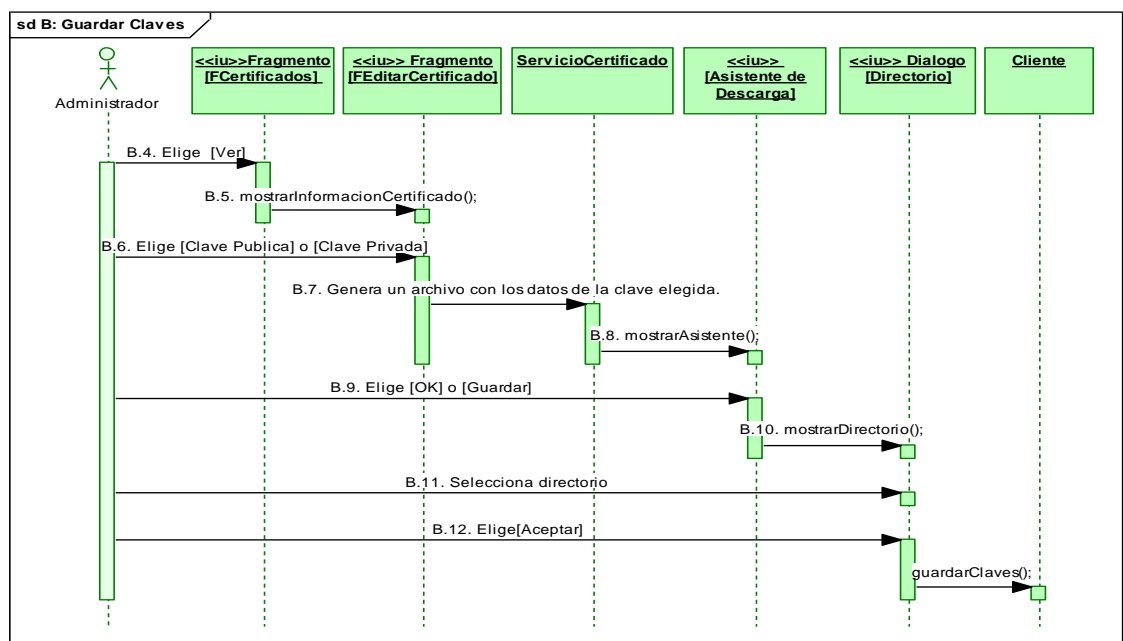 sd B: Guardar Claves
Administrador
<<iu>>Fragmento
[FCertificados]
<<iu>> Fragmento
[FEditarCertificado]
ServicioCertificado
<<iu>>
[Asistente de
Descarga]
<<iu>> Dialogo
[Directorio]
Cliente
B.4. Elige [Ver]
B.5. mostrarInformacionCertificado();
B.6. Elige [Clave Publica] o [Clave Privada]
B.7. Genera un archivo con los datos de la clave elegida.
B.8. mostrarAsistente();
B.9. Elige [OK] o [Guardar]
B.10. mostrarDirectorio();
B.11. Selecciona directorio
B.12. Elige[Aceptar]
guardarClaves();